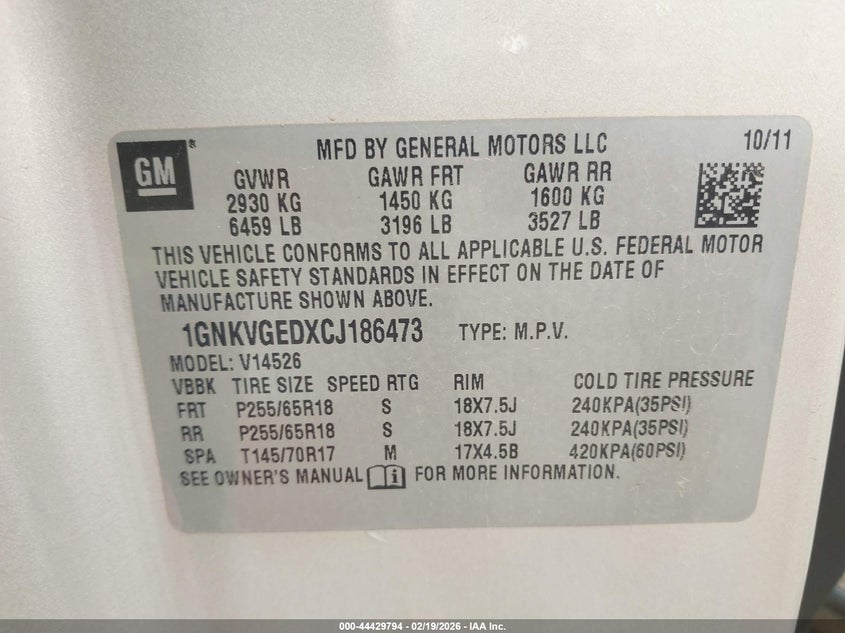 GM®
MFD BY GENERAL MOTORS LLC 10/11
GVWR GAWR FRT GAWR RR
2930 KG 1450 KG 1600 KG
6459 LB 3196 LB 3527 LB
THIS VEHICLE CONFORMS TO ALL APPLICABLE U.S. FEDERAL MOTOR
VEHICLE SAFETY STANDARDS IN EFFECT ON THE DATE OF
MANUFACTURE SHOWN ABOVE.
1GNKVGEDXCJ186473 TYPE: M.P.V.
MODEL: V14526
VBBK TIRE SIZE SPEED RTG RIM COLD TIRE PRESSURE
FRT P255/65R18 S 18X7.5J 240KPA(35PSI)
RR P255/65R18 S 18X7.5J 240KPA(35PSI)
SPA T145/70R17 M 17X4.5B 420KPA(60PSI)
SEE OWNER'S MANUAL i FOR MORE INFORMATION.
000-44429794 - 02/19/2026 - IAA Inc.